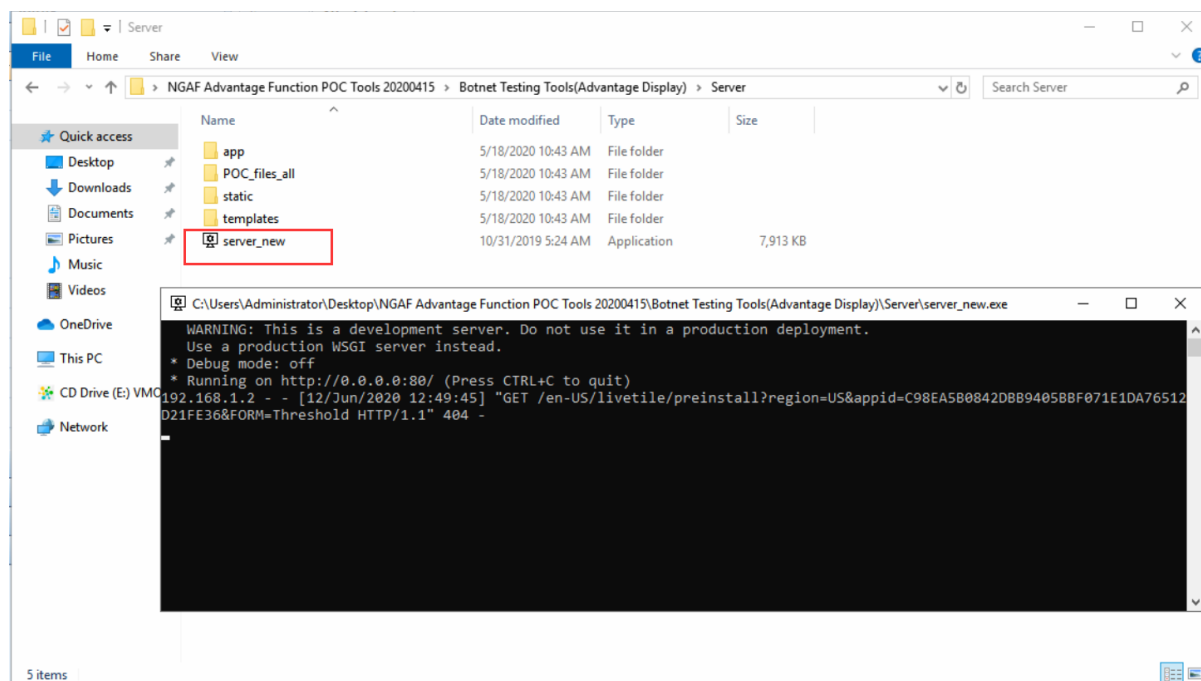 Server
File Home Share View
NGAF Advantage Function POC Tools 20200415 > Botnet Testing Tools(Advantage Display) > Server
Search Server
Name Date modified Type Size
Quick access
Desktop
Downloads
Documents
Pictures
Music
Videos
OneDrive
This PC
CD Drive (E:) VMC
Network
app 5/18/2020 10:43 AM File folder
POC_files_all 5/18/2020 10:43 AM File folder
static 5/18/2020 10:43 AM File folder
templates 5/18/2020 10:43 AM File folder
server_new 10/31/2019 5:24 AM Application 7,913 KB
C:\Users\Administrator\Desktop\NGAF Advantage Function POC Tools 20200415\Botnet Testing Tools(Advantage Display)\Server\server_new.exe
WARNING: This is a development server. Do not use it in a production deployment.
Use a production WSGI server instead.
* Debug mode: off
* Running on http://0.0.0.0:80/ (Press CTRL+C to quit)
192.168.1.2 - - [12/Jun/2020 12:49:45] "GET /en-US/livetile/preinstall?region=US&appid=C98EA5B0842DBB9405BBF071E1DA76512
D21FE36&FORM=Threshold HTTP/1.1" 404 -
5 items